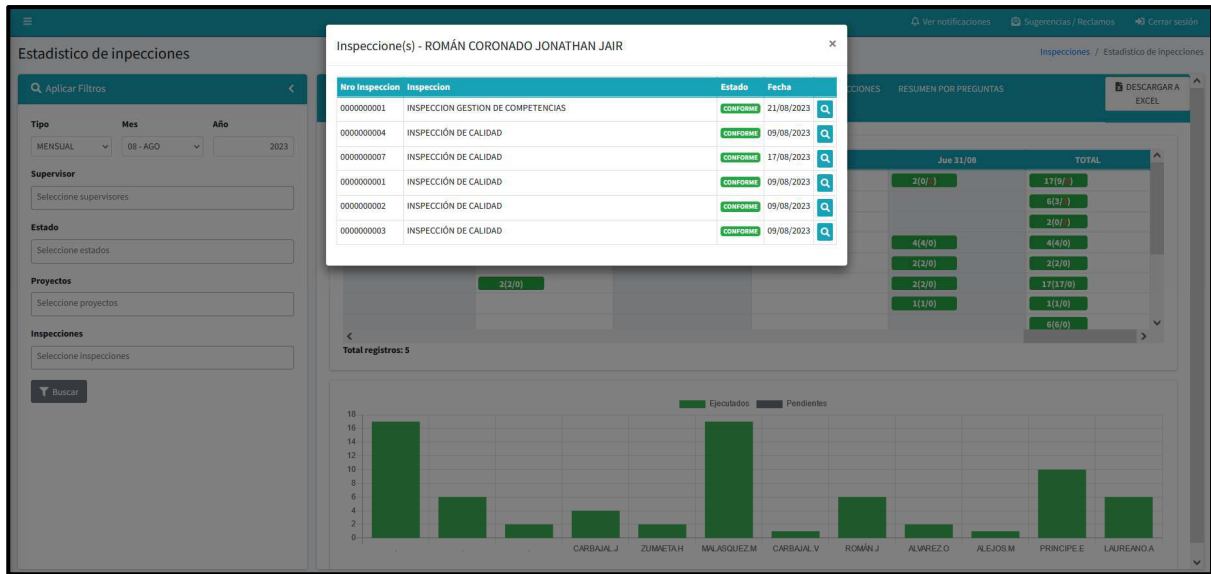 Ver notificaciones Sugerencias / Reclamos Cerrar sesión
Estadistico de inpecciones
Inspecciones / Estadistico de inpecciones
Inspeccione(s) - ROMÁN CORONADO JONATHAN JAIR ×
Nro Inspeccion Inspeccion Estado Fecha
0000000001 INSPECCION GESTION DE COMPETENCIAS CONFORME 21/08/2023
0000000004 INSPECCIÓN DE CALIDAD CONFORME 09/08/2023
0000000007 INSPECCIÓN DE CALIDAD CONFORME 17/08/2023
0000000001 INSPECCIÓN DE CALIDAD CONFORME 09/08/2023
0000000002 INSPECCIÓN DE CALIDAD CONFORME 09/08/2023
0000000003 INSPECCIÓN DE CALIDAD CONFORME 09/08/2023
Aplicar Filtros
Tipo Mes Año
MENSUAL 08 - AGO 2023
Supervisor
Seleccione supervisores
Estado
Seleccione estados
Proyectos
Seleccione proyectos
Inspecciones
Seleccione inspecciones
Buscar
CCIONES RESUMEN POR PREGUNTAS
DESCARGAR A
EXCEL
Jue 31/08 TOTAL
2(0/ ) 17(9/ )
6(3/ )
2(0/ )
4(4/0) 4(4/0)
2(2/0) 2(2/0)
2(2/0) 2(2/0) 17(17/0)
1(1/0) 1(1/0)
6(6/0)
Total registros: 5
Ejecutados Pendientes
18
16
14
12
10
8
6
4
2
0
. . . CARBAJAL.J ZUMAETA.H MALASQUEZ.M CARBAJAL.V ROMÁN.J ALVAREZ.O ALEJOS.M PRINCIPE.E LAUREANO.A